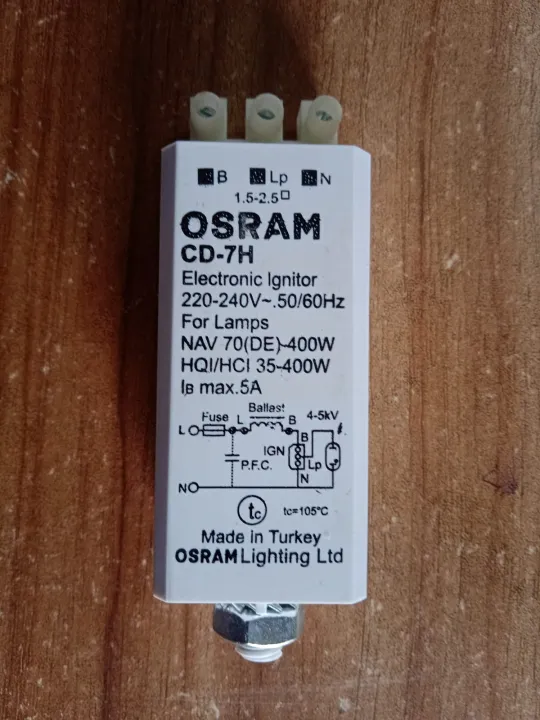 B Lp N
1.5-2.5□
OSRAM
CD-7H
Electronic Ignitor
220-240V~.50/60Hz
For Lamps
NAV 70(DE)-400W
HQI/HCI 35-400W
IB max.5A
Ballast 4-5kV
Fuse L B
L B
IGN
P.F.C. Lp
N
N
tc tc=105°C
Made in Turkey
OSRAM Lighting Ltd